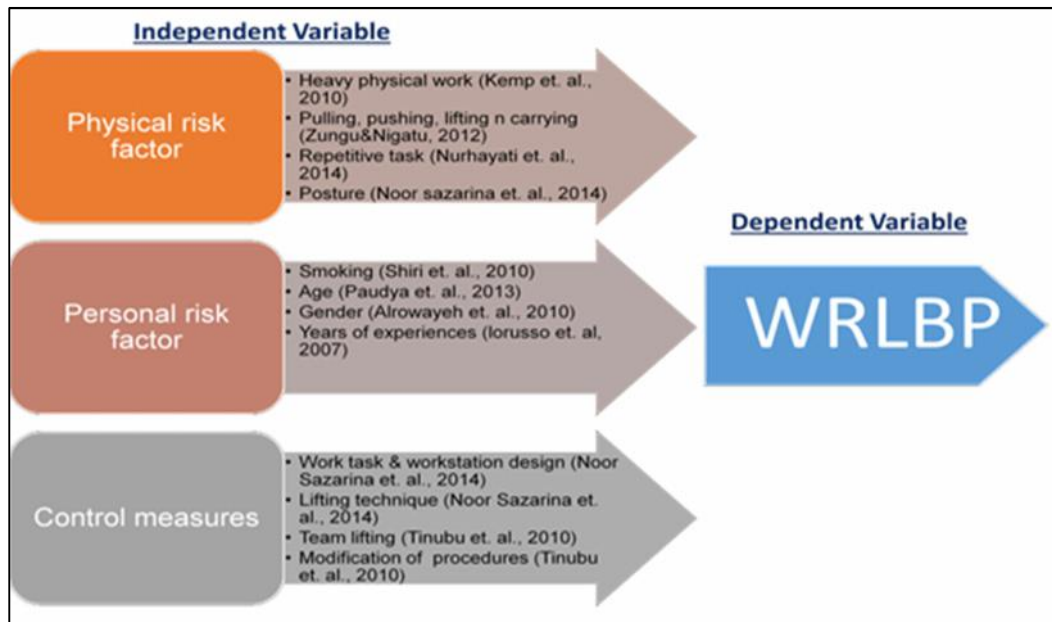 Independent Variable
Physical risk
factor
• Heavy physical work (Kemp et. al.,
2010)
• Pulling, pushing, lifting n carrying
(Zungu&Nigatu, 2012)
• Repetitive task (Nurhayati et. al.,
2014)
• Posture (Noor sazarina et. al., 2014)
Personal risk
factor
• Smoking (Shiri et. al., 2010)
• Age (Paudya et. al., 2013)
• Gender (Alrowayeh et. al., 2010)
• Years of experiences (Iorusso et. al,
2007)
Control measures
• Work task & workstation design (Noor
Sazarina et. al., 2014)
• Lifting technique (Noor Sazarina et.
al., 2014)
• Team lifting (Tinubu et. al., 2010)
• Modification of procedures (Tinubu
et. al., 2010)
Dependent Variable
WRLBP